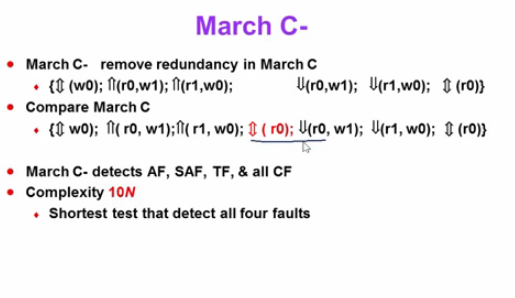 March C-
March C- remove redundancy in March C
{⇕ (w0); ⇑(r0,w1); ⇑(r1,w0); ⇓(r0,w1); ⇓(r1,w0); ⇕ (r0)}
Compare March C
{⇕ w0); ⇑( r0, w1);⇑( r1, w0); ⇕ ( r0); ⇓(r0, w1); ⇓(r1, w0); ⇕ (r0)}
March C- detects AF, SAF, TF, & all CF
Complexity 10N
Shortest test that detect all four faults